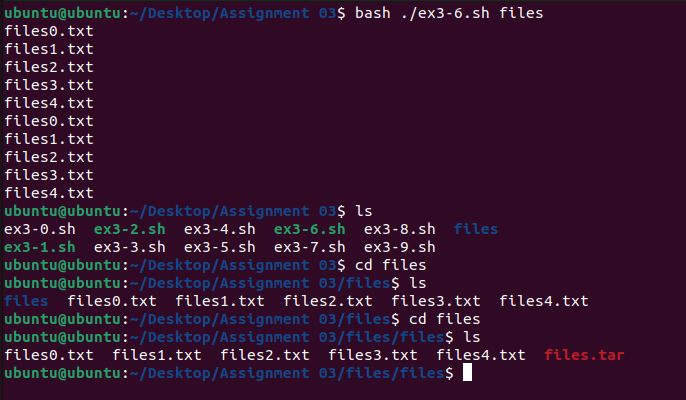 ubuntu@ubuntu:~/Desktop/Assignment 03$ bash ./ex3-6.sh files
files0.txt
files1.txt
files2.txt
files3.txt
files4.txt
files0.txt
files1.txt
files2.txt
files3.txt
files4.txt
ubuntu@ubuntu:~/Desktop/Assignment 03$ ls
ex3-0.sh  ex3-2.sh  ex3-4.sh  ex3-6.sh  ex3-8.sh  files
ex3-1.sh  ex3-3.sh  ex3-5.sh  ex3-7.sh  ex3-9.sh
ubuntu@ubuntu:~/Desktop/Assignment 03$ cd files
ubuntu@ubuntu:~/Desktop/Assignment 03/files$ ls
files  files0.txt  files1.txt  files2.txt  files3.txt  files4.txt
ubuntu@ubuntu:~/Desktop/Assignment 03/files$ cd files
ubuntu@ubuntu:~/Desktop/Assignment 03/files/files$ ls
files0.txt  files1.txt  files2.txt  files3.txt  files4.txt  files.tar
ubuntu@ubuntu:~/Desktop/Assignment 03/files/files$